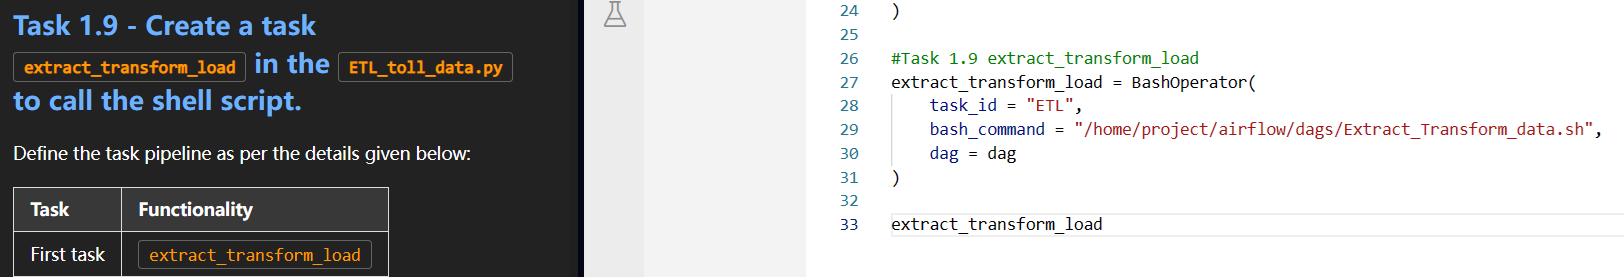 Task 1.9 - Create a task
extract_transform_load in the ETL_toll_data.py
to call the shell script.
Define the task pipeline as per the details given below:
Task Functionality
First task extract_transform_load
24 )
25
26 #Task 1.9 extract_transform_load
27 extract_transform_load = BashOperator(
28 task_id = "ETL",
29 bash_command = "/home/project/airflow/dags/Extract_Transform_data.sh",
30 dag = dag
31 )
32
33 extract_transform_load